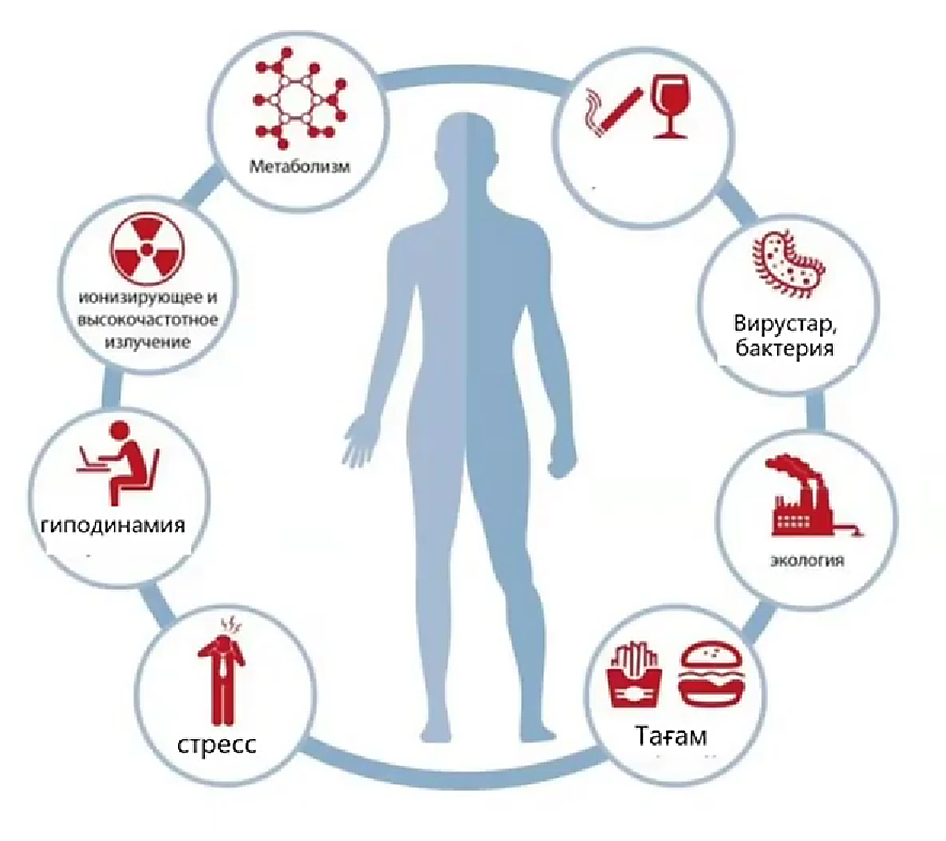 Метаболизм
Вирустар,
бактерия
ионизирующее и
высокочастотное
излучение
гиподинамия
экология
стресс
Тағам